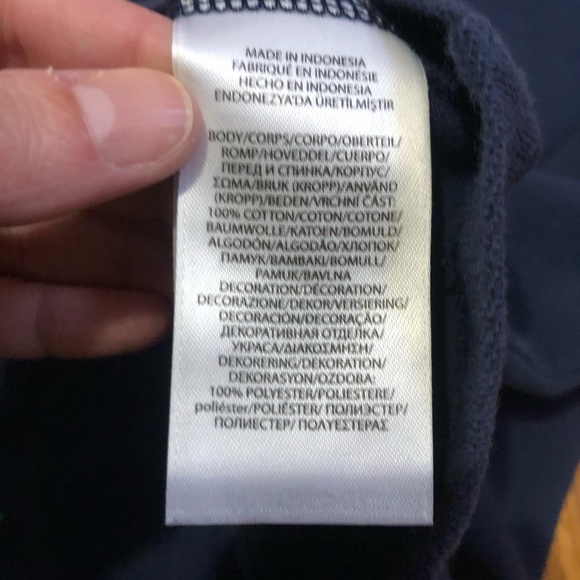 MADE IN INDONESIA
FABRIQUÉ EN INDONÉSIE
HECHO EN INDONESIA
ENDONEZYA'DA ÜRETİLMİŞTİR
BODY/CORPS/CORPO/OBERTEIL/
ROMP/HOVEDDEL/CUERPO/
ПЕРЕД И СПИНКА/КОРПУС/
ΣΩΜΑ/BRUK (KROPP)/ANVÄND
(KROPP)/BEDEN/VRCHNÍ ČÁST:
100% COTTON/COTON/COTONE/
BAUMWOLLE/KATOEN/BOMULD/
ALGODÓN/ALGODÃO/ХЛОПОК/
ПАМУК/ΒΑΜΒΑΚΙ/BOMULL/
PAMUK/BAVLNA
DECORATION/DÉCORATION/
DECORAZIONE/DEKOR/VERSIERING/
DECORACIÓN/DECORAÇÃO/
ДЕКОРАТИВНАЯ ОТДЕЛКА/
УКРАСА/ΔΙΑΚΟΣΜΗΣΗ/
DEKORERING/DEKORATION/
DEKORASYON/OZDOBA:
100% POLYESTER/POLIESTERE/
poliéster/POLIÉSTER/ ПОЛИЭСТЕР/
ПОЛИЕСТЕР/ ΠΟΛΥΕΣΤΕΡΑΣ